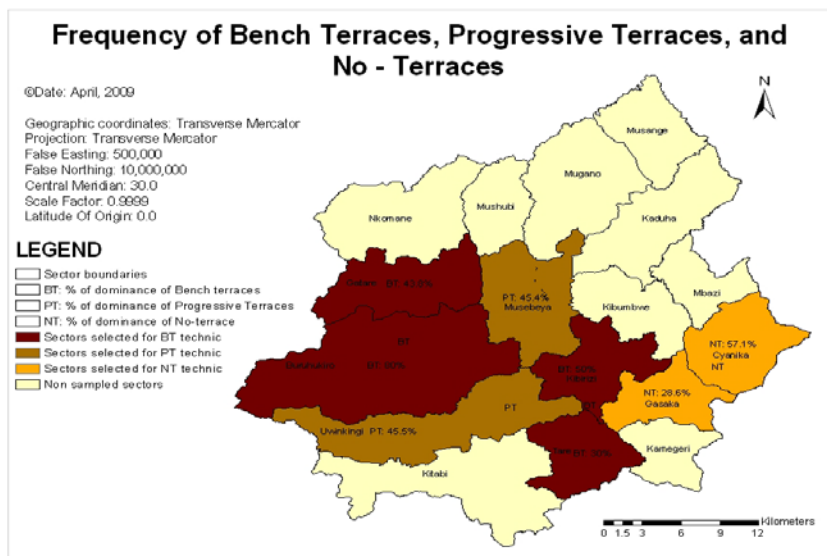 Frequency of Bench Terraces, Progressive Terraces, and
No - Terraces
©Date: April, 2009
Geographic coordinates: Transverse Mercator
Projection: Transverse Mercator
False Easting: 500,000
False Northing: 10,000,000
Central Meridian: 30.0
Scale Factor: 0.9999
Latitude Of Origin: 0.0
LEGEND
Sector boundaries
BT: % of dominance of Bench terraces
PT: % of dominance of Progressive Terraces
NT: % of dominance of No-terrace
Sectors selected for BT technic
Sectors selected for PT technic
Sectors selected for NT technic
Non sampled sectors
N
Musange
Mugano
Mushubi
Nkomane
Kaduha
Mbazi
Kibumbwe
BT:
PT: 45.4%
Musebeya
NT: 57.1%
Cyanika
NT
BT
BT: 50%
NT: 28.6%
Gasaka
PT
Uwinkingi PT: 45.5%
Kamegeri
30%
Kitabi
Kilometers
0 1.5 3 6 9 12